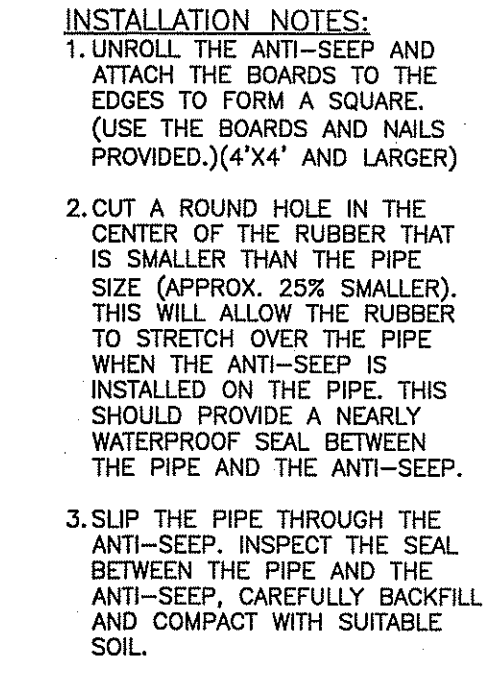 INSTALLATION NOTES:
1. UNROLL THE ANTI-SEEP AND
ATTACH THE BOARDS TO THE
EDGES TO FORM A SQUARE.
(USE THE BOARDS AND NAILS
PROVIDED.)(4'X4' AND LARGER)
2. CUT A ROUND HOLE IN THE
CENTER OF THE RUBBER THAT
IS SMALLER THAN THE PIPE
SIZE (APPROX. 25% SMALLER).
THIS WILL ALLOW THE RUBBER
TO STRETCH OVER THE PIPE
WHEN THE ANTI-SEEP IS
INSTALLED ON THE PIPE. THIS
SHOULD PROVIDE A NEARLY
WATERPROOF SEAL BETWEEN
THE PIPE AND THE ANTI-SEEP.
3. SLIP THE PIPE THROUGH THE
ANTI-SEEP. INSPECT THE SEAL
BETWEEN THE PIPE AND THE
ANTI-SEEP, CAREFULLY BACKFILL
AND COMPACT WITH SUITABLE
SOIL.